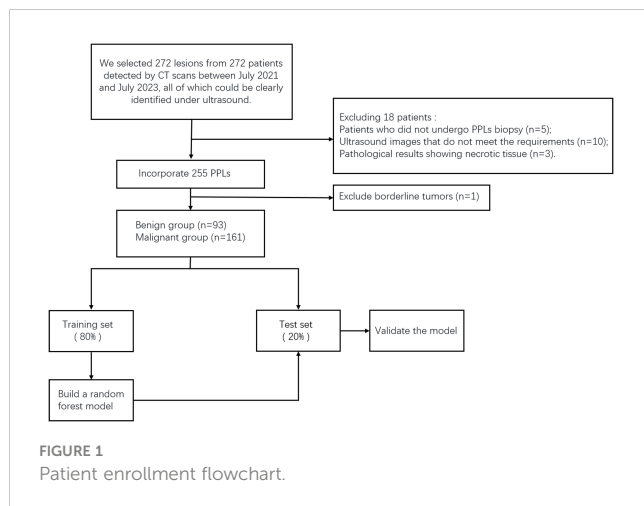 We selected 272 lesions from 272 patients
detected by CT scans between July 2021
and July 2023, all of which could be clearly
identified under ultrasound.
Excluding 18 patients :
Patients who did not undergo PPLs biopsy (n=5);
Ultrasound images that do not meet the requirements (n=10);
Pathological results showing necrotic tissue (n=3).
Incorporate 255 PPLs
Exclude borderline tumors (n=1)
Benign group (n=93)
Malignant group (n=161)
Training set
( 80% )
Test set
( 20% )
Validate the model
Build a random
forest model
FIGURE 1
Patient enrollment flowchart.